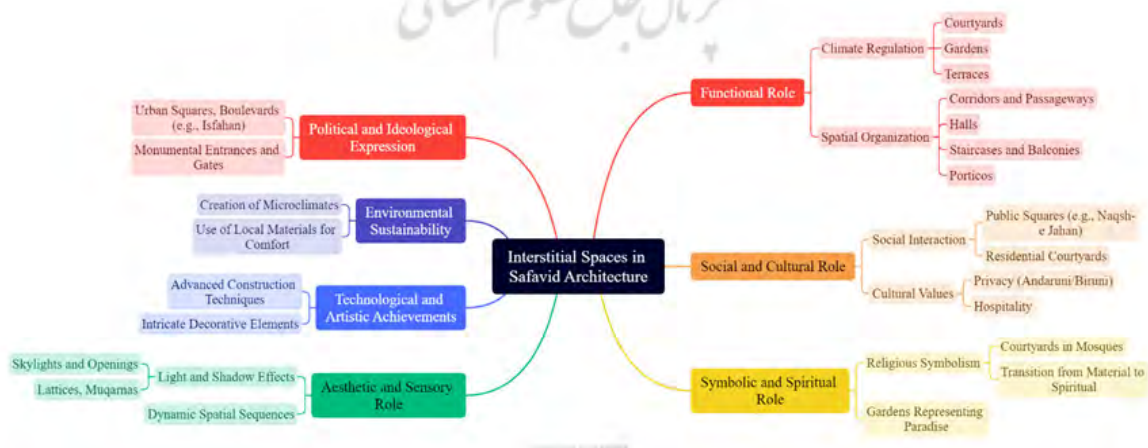 پرتال جامع علوم انسانی
Interstitial Spaces in
Safavid Architecture
Functional Role
Climate Regulation
Courtyards
Gardens
Terraces
Spatial Organization
Corridors and Passageways
Halls
Staircases and Balconies
Porticos
Social and Cultural Role
Social Interaction
Public Squares (e.g., Naqsh-
e Jahan)
Residential Courtyards
Cultural Values
Privacy (Andaruni/Biruni)
Hospitality
Symbolic and Spiritual
Role
Religious Symbolism
Courtyards in Mosques
Transition from Material to
Spiritual
Gardens Representing
Paradise
Political and Ideological
Expression
Urban Squares, Boulevards
(e.g., Isfahan)
Monumental Entrances and
Gates
Environmental
Sustainability
Creation of Microclimates
Use of Local Materials for
Comfort
Technological and
Artistic Achievements
Advanced Construction
Techniques
Intricate Decorative Elements
Aesthetic and Sensory
Role
Light and Shadow Effects
Skylights and Openings
Lattices, Muqarnas
Dynamic Spatial Sequences